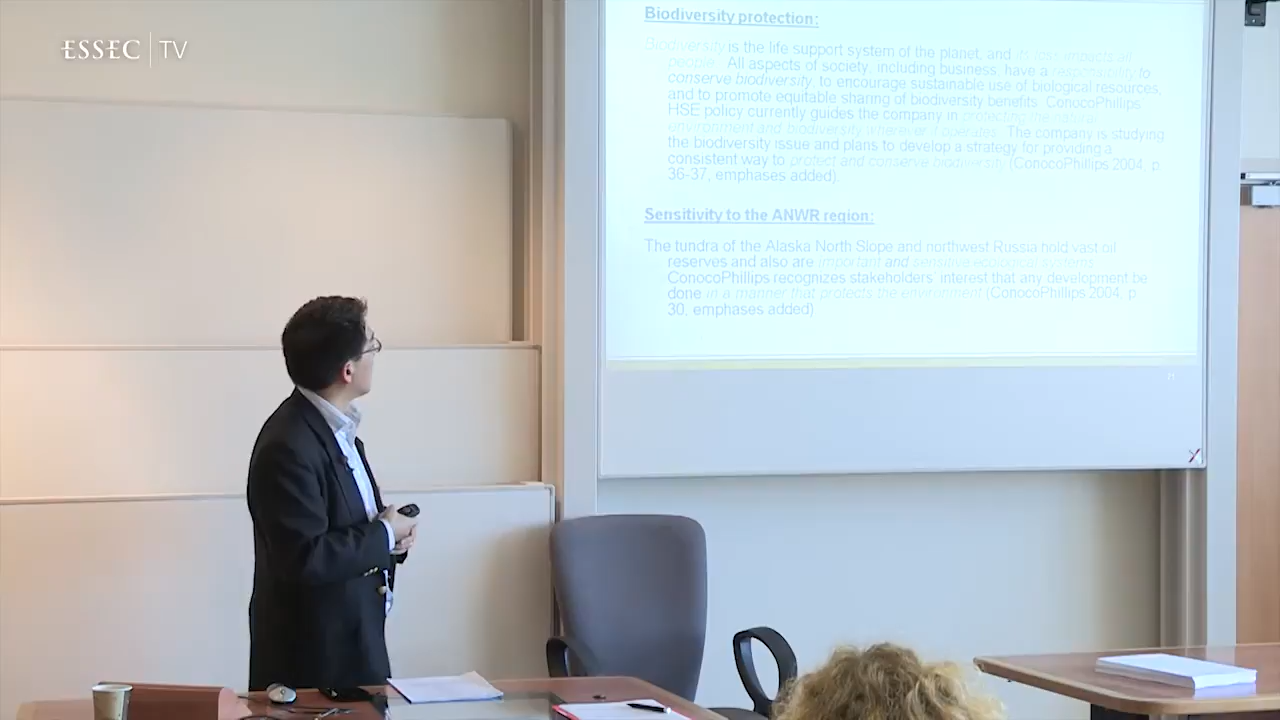 ESSEC TV
Biodiversity protection:
Biodiversity is the life support system of the planet, and its loss impacts all
people. All aspects of society, including business, have a responsibility to
conserve biodiversity, to encourage sustainable use of biological resources,
and to promote equitable sharing of biodiversity benefits. ConocoPhillips
HSE policy currently guides the company in protecting the natural
environment and biodiversity wherever it operates. The company is studying
the biodiversity issue and plans to develop a strategy for providing a
consistent way to protect and conserve biodiversity (ConocoPhillips 2004, p.
36-37, emphases added).
Sensitivity to the ANWR region:
The tundra of the Alaska North Slope and northwest Russia hold vast oil
reserves and also are important and sensitive ecological systems.
ConocoPhillips recognizes stakeholders' interest that any development be
done in a manner that protects the environment (ConocoPhillips 2004, p.
30, emphases added)